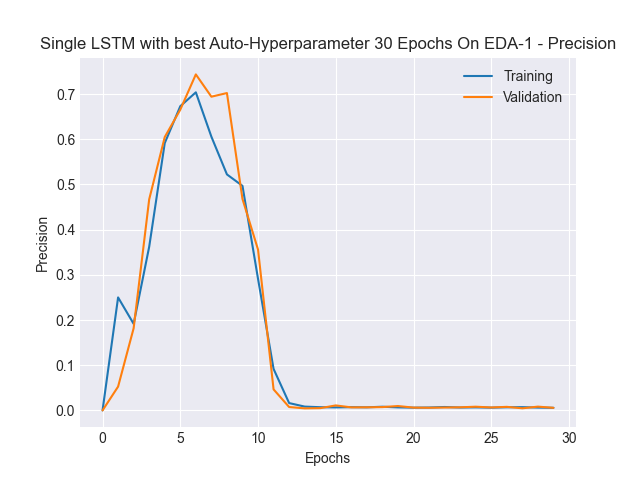 Single LSTM with best Auto-Hyperparameter 30 Epochs On EDA-1 - Precision
Training
Validation
0.7
0.6
0.5
0.4
0.3
0.2
0.1
0.0
Precision
0 5 10 15 20 25 30
Epochs